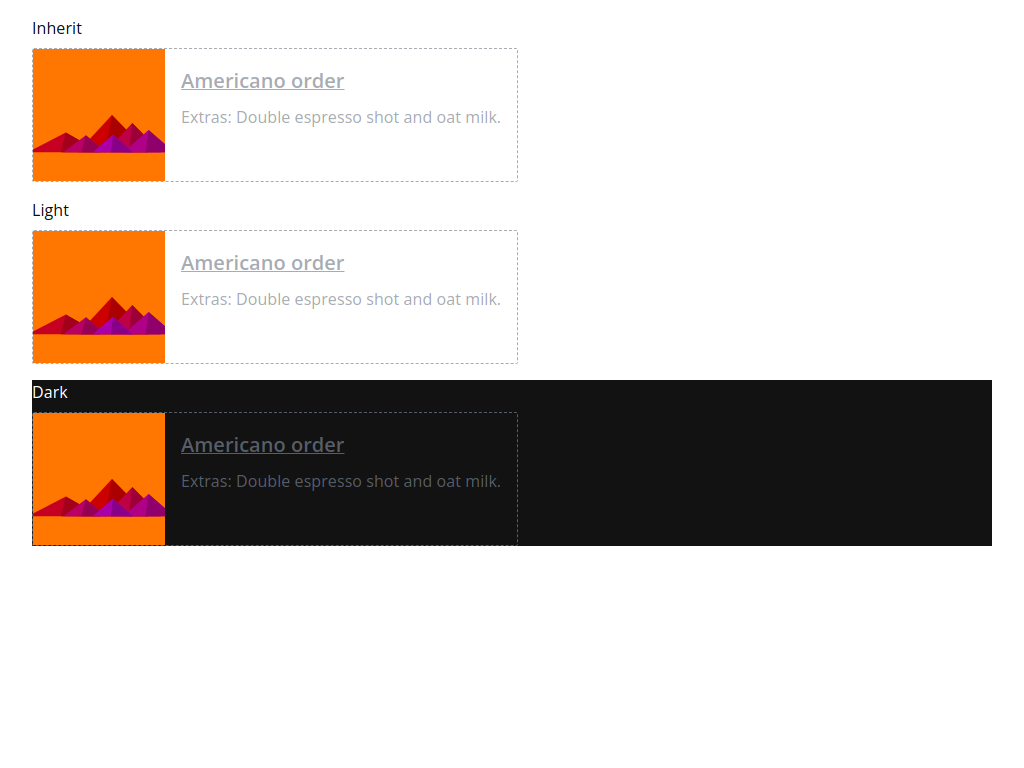 Inherit
Americano order
Extras: Double espresso shot and oat milk.
Light
Americano order
Extras: Double espresso shot and oat milk.
Dark
Americano order
Extras: Double espresso shot and oat milk.